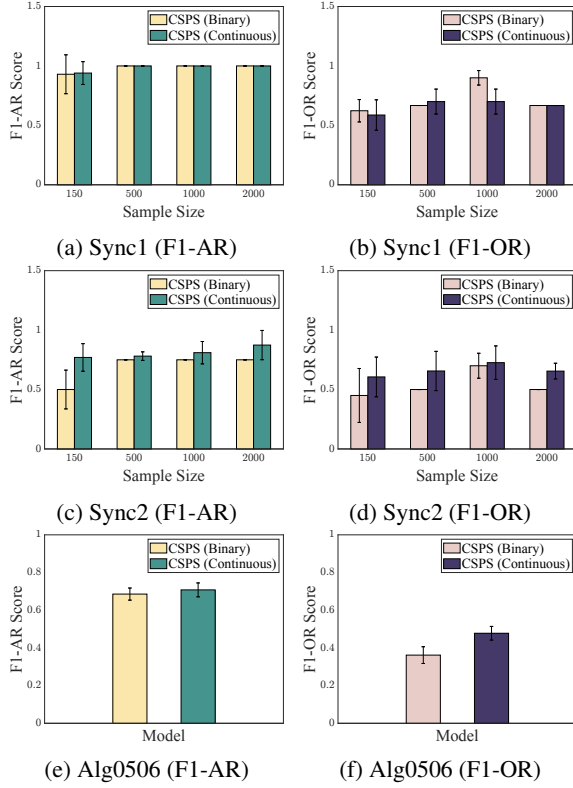 1.5
1
0.5
0
F1-AR Score
CSPS (Binary)
CSPS (Continuous)
150 500 1000 2000
Sample Size
(a) Sync1 (F1-AR)
1.5
1
0.5
0
F1-OR Score
CSPS (Binary)
CSPS (Continuous)
150 500 1000 2000
Sample Size
(b) Sync1 (F1-OR)
1.5
1
0.5
0
F1-AR Score
CSPS (Binary)
CSPS (Continuous)
150 500 1000 2000
Sample Size
(c) Sync2 (F1-AR)
1.5
1
0.5
0
F1-OR Score
CSPS (Binary)
CSPS (Continuous)
150 500 1000 2000
Sample Size
(d) Sync2 (F1-OR)
1
0.8
0.6
0.4
0.2
0
F1-AR Score
CSPS (Binary)
CSPS (Continuous)
Model
(e) Alg0506 (F1-AR)
1
0.8
0.6
0.4
0.2
0
F1-OR Score
CSPS (Binary)
CSPS (Continuous)
Model
(f) Alg0506 (F1-OR)